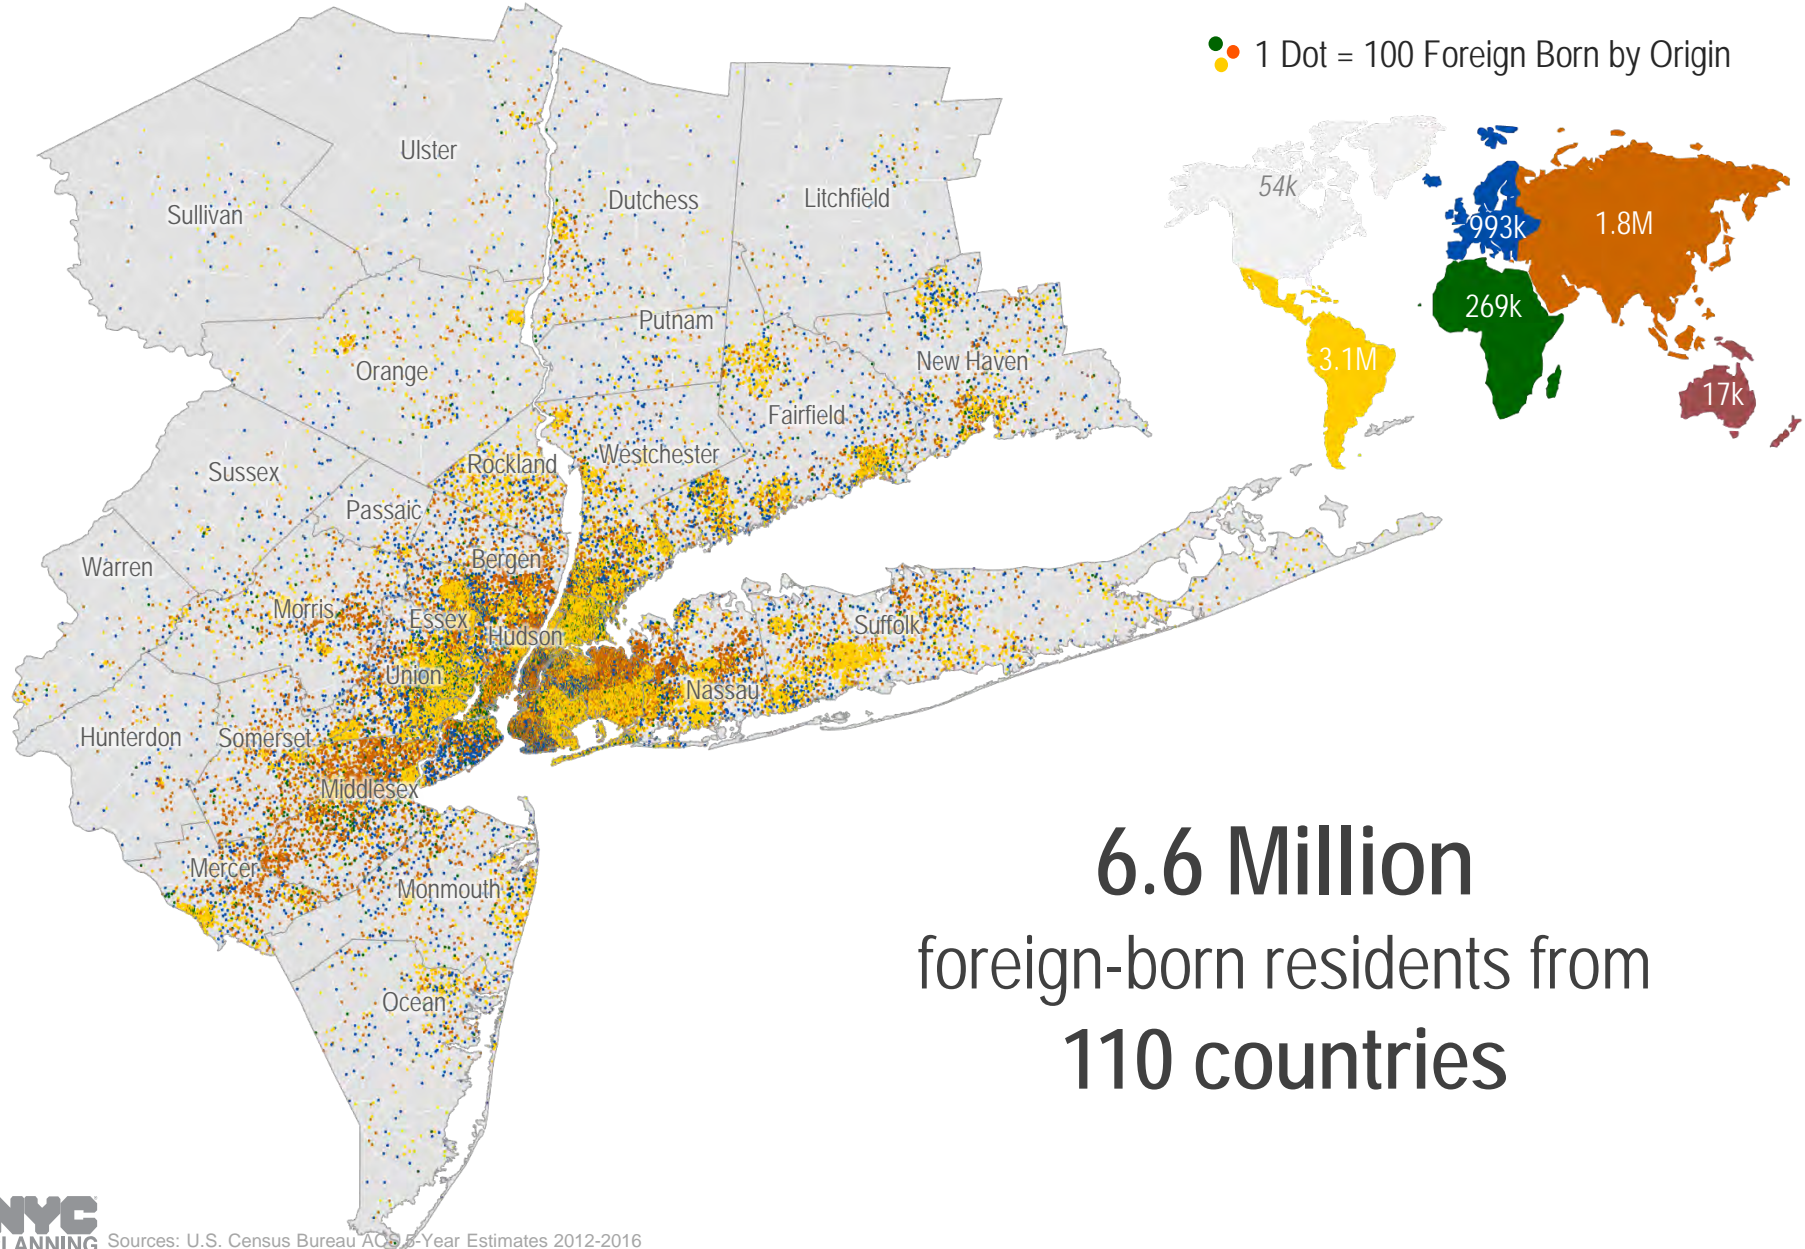 1 Dot = 100 Foreign Born by Origin
54k
993k
1.8M
269k
3.1M
17k
Ulster
Sullivan
Dutchess
Litchfield
Putnam
Orange
New Haven
Fairfield
Westchester
Rockland
Sussex
Passaic
Bergen
Warren
Morris
Essex
Hudson
Suffolk
Union
Nassau
Hunterdon
Somerset
Middlesex
Mercer
Monmouth
Ocean
6.6 Million
foreign-born residents from
110 countries
NYC
LANNING
Sources: U.S. Census Bureau ACS 5-Year Estimates 2012-2016